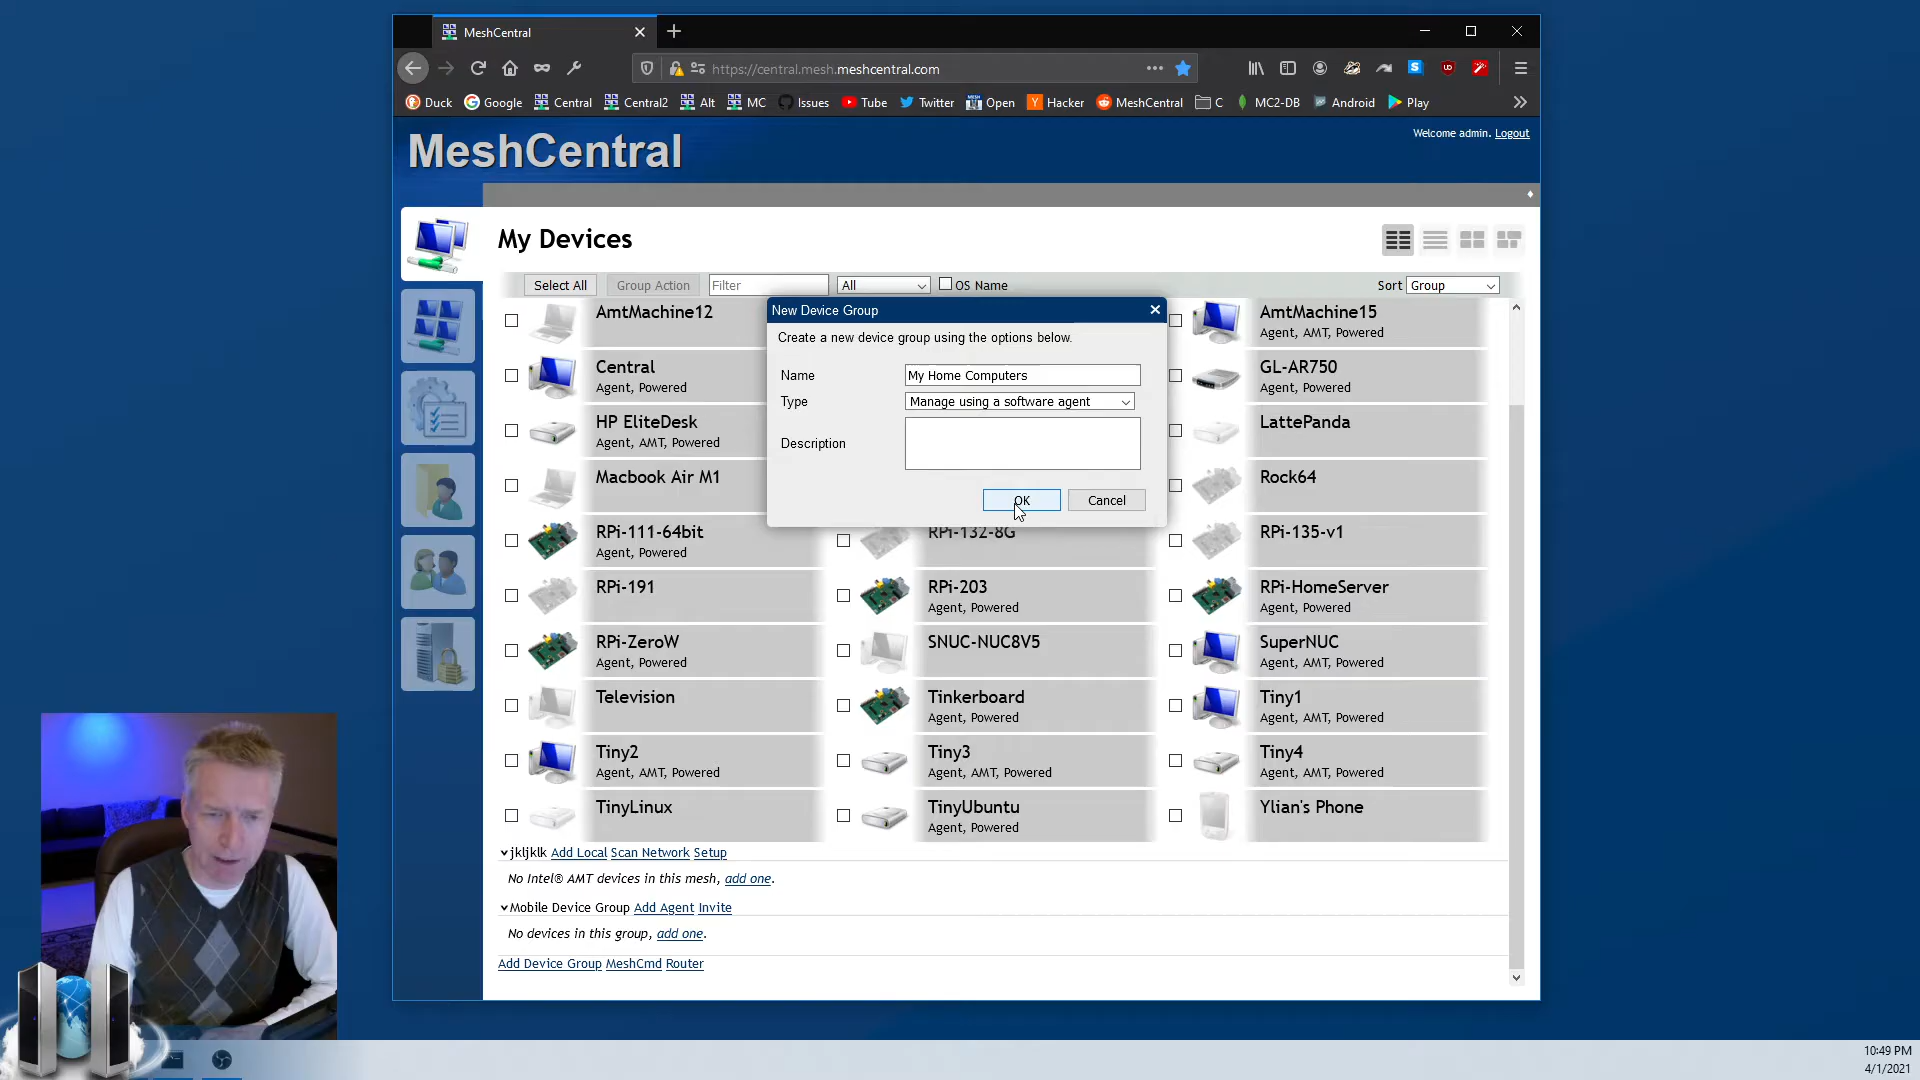 MeshCentral
https://central.mesh.meshcentral.com
Duck Google Central Central2 Alt MC Issues Tube Twitter Open Hacker MeshCentral C MC2-DB Android Play
MeshCentral
Welcome admin. Logout
My Devices
Select All Group Action Filter All OS Name Sort Group
New Device Group
Create a new device group using the options below.
Name My Home Computers
Type Manage using a software agent
Description
OK Cancel
AmtMachine12 AmtMachine15
Agent, AMT, Powered
Central GL-AR750
Agent, Powered Agent, Powered
HP EliteDesk LattePanda
Agent, AMT, Powered
Macbook Air M1 Rock64
RPi-111-64bit RPi-132-8G RPi-135-v1
Agent, Powered
RPi-191 RPi-203 RPi-HomeServer
Agent, Powered Agent, Powered
RPi-ZeroW SNUC-NUC8V5 SuperNUC
Agent, Powered Agent, AMT, Powered
Television Tinkerboard Tiny1
Agent, Powered Agent, AMT, Powered
Tiny2 Tiny3 Tiny4
Agent, AMT, Powered Agent, AMT, Powered Agent, AMT, Powered
TinyLinux TinyUbuntu Ylian's Phone
Agent, Powered
jkljklk Add Local Scan Network Setup
No Intel® AMT devices in this mesh, add one.
Mobile Device Group Add Agent Invite
No devices in this group, add one.
Add Device Group MeshCmd Router
10:49 PM
4/1/2021